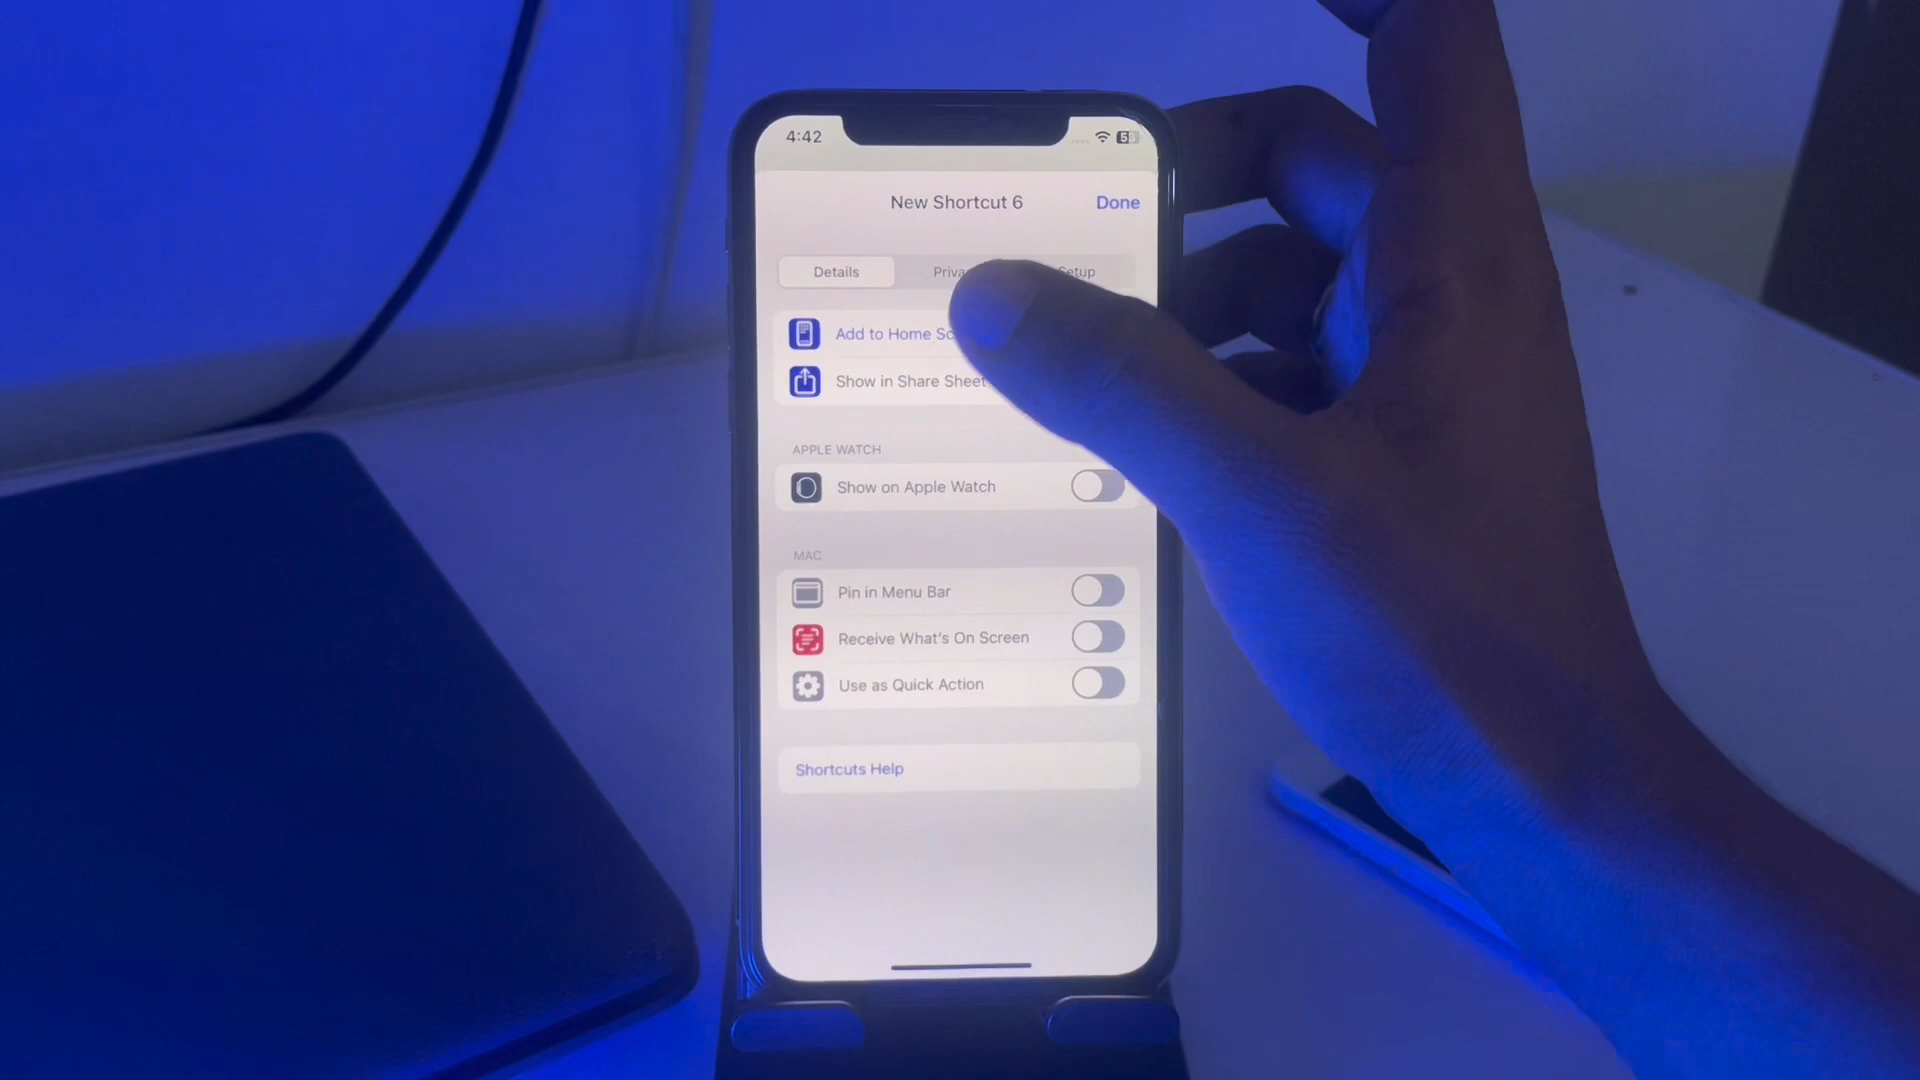 4:42
New Shortcut 6
Done
Details
Setup
Add to Home
Show in Share Sheet
APPLE WATCH
Show on Apple Watch
MAC
Pin in Menu Bar
Receive What's On Screen
Use as Quick Action
Shortcuts Help